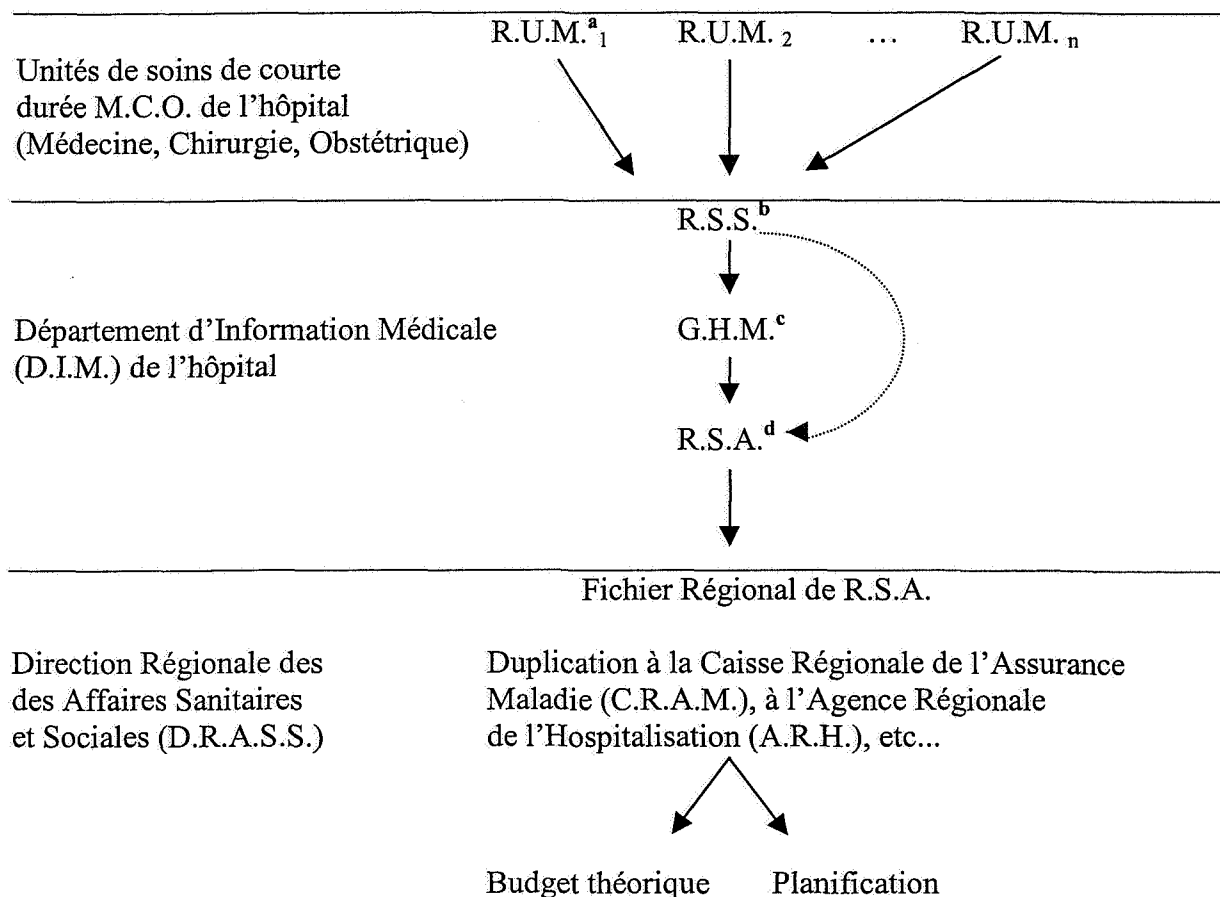 R.U.M.ª₁ R.U.M. ₂ … R.U.M. ₙ
Unités de soins de courte
durée M.C.O. de l’hôpital
(Médecine, Chirurgie, Obstétrique)
R.S.S.ᵇ
Département d’Information Médicale
(D.I.M.) de l’hôpital
G.H.M.ᶜ
R.S.A.ᵈ
Fichier Régional de R.S.A.
Direction Régionale des
des Affaires Sanitaires
et Sociales (D.R.A.S.S.)
Duplication à la Caisse Régionale de l’Assurance
Maladie (C.R.A.M.), à l’Agence Régionale
de l’Hospitalisation (A.R.H.), etc...
Budget théorique Planification